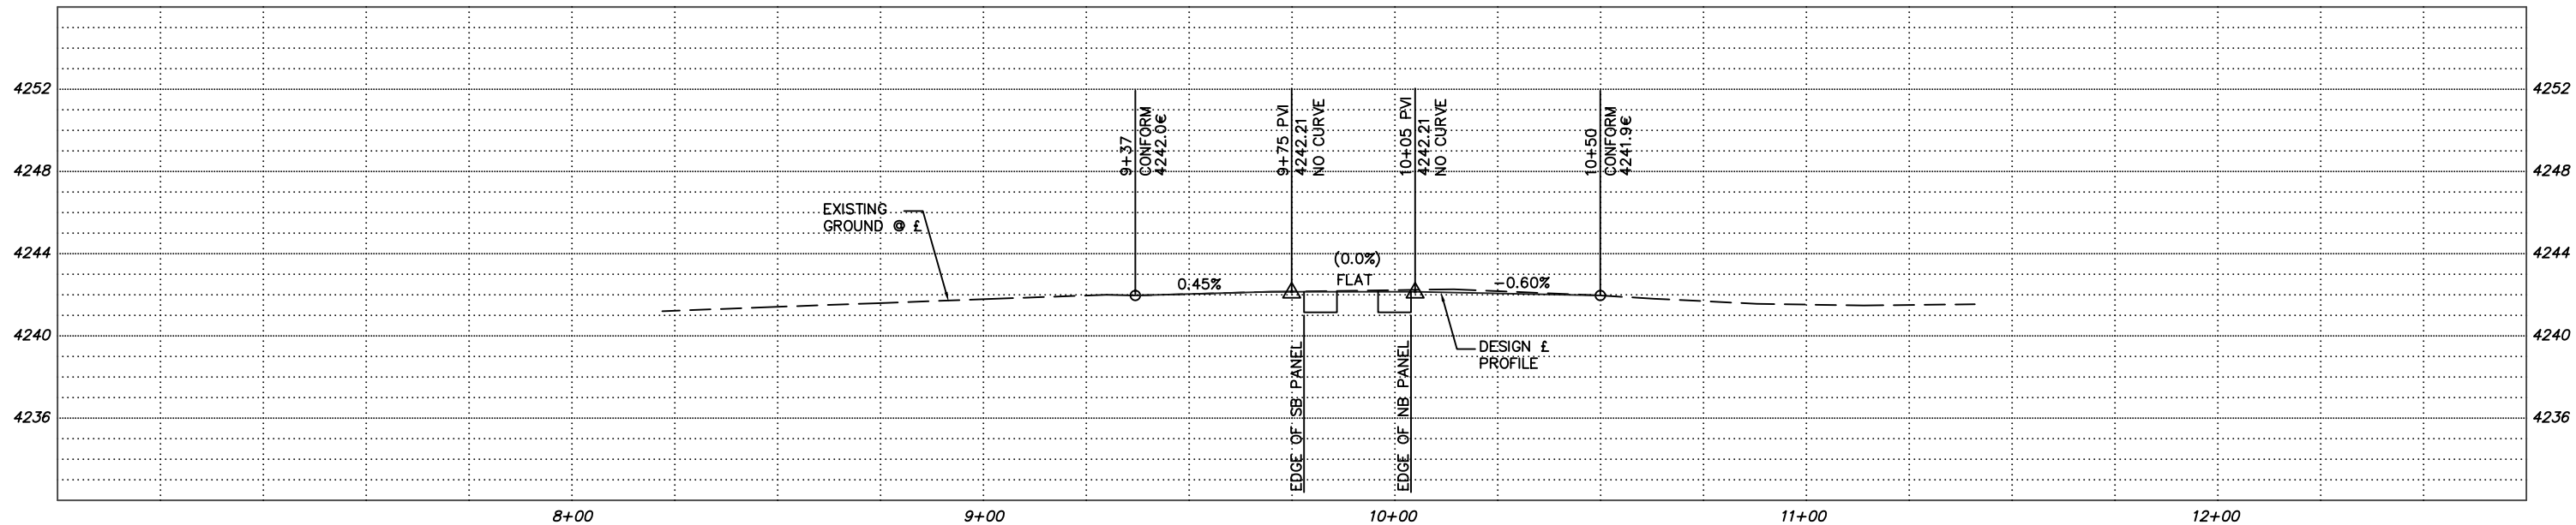 4252
4252
4248
4248
4244
4244
4240
4240
4236
4236
9+37
CONFORM
4242.0€
9+75 PVI
4242.21
NO CURVE
10+05 PVI
4242.21
NO CURVE
10+50
CONFORM
4241.9€
EXISTING
GROUND @ £
0.45%
(0.0%)
FLAT
-0.60%
DESIGN £
PROFILE
EDGE OF SB PANEL
EDGE OF NB PANEL
8+00
9+00
10+00
11+00
12+00